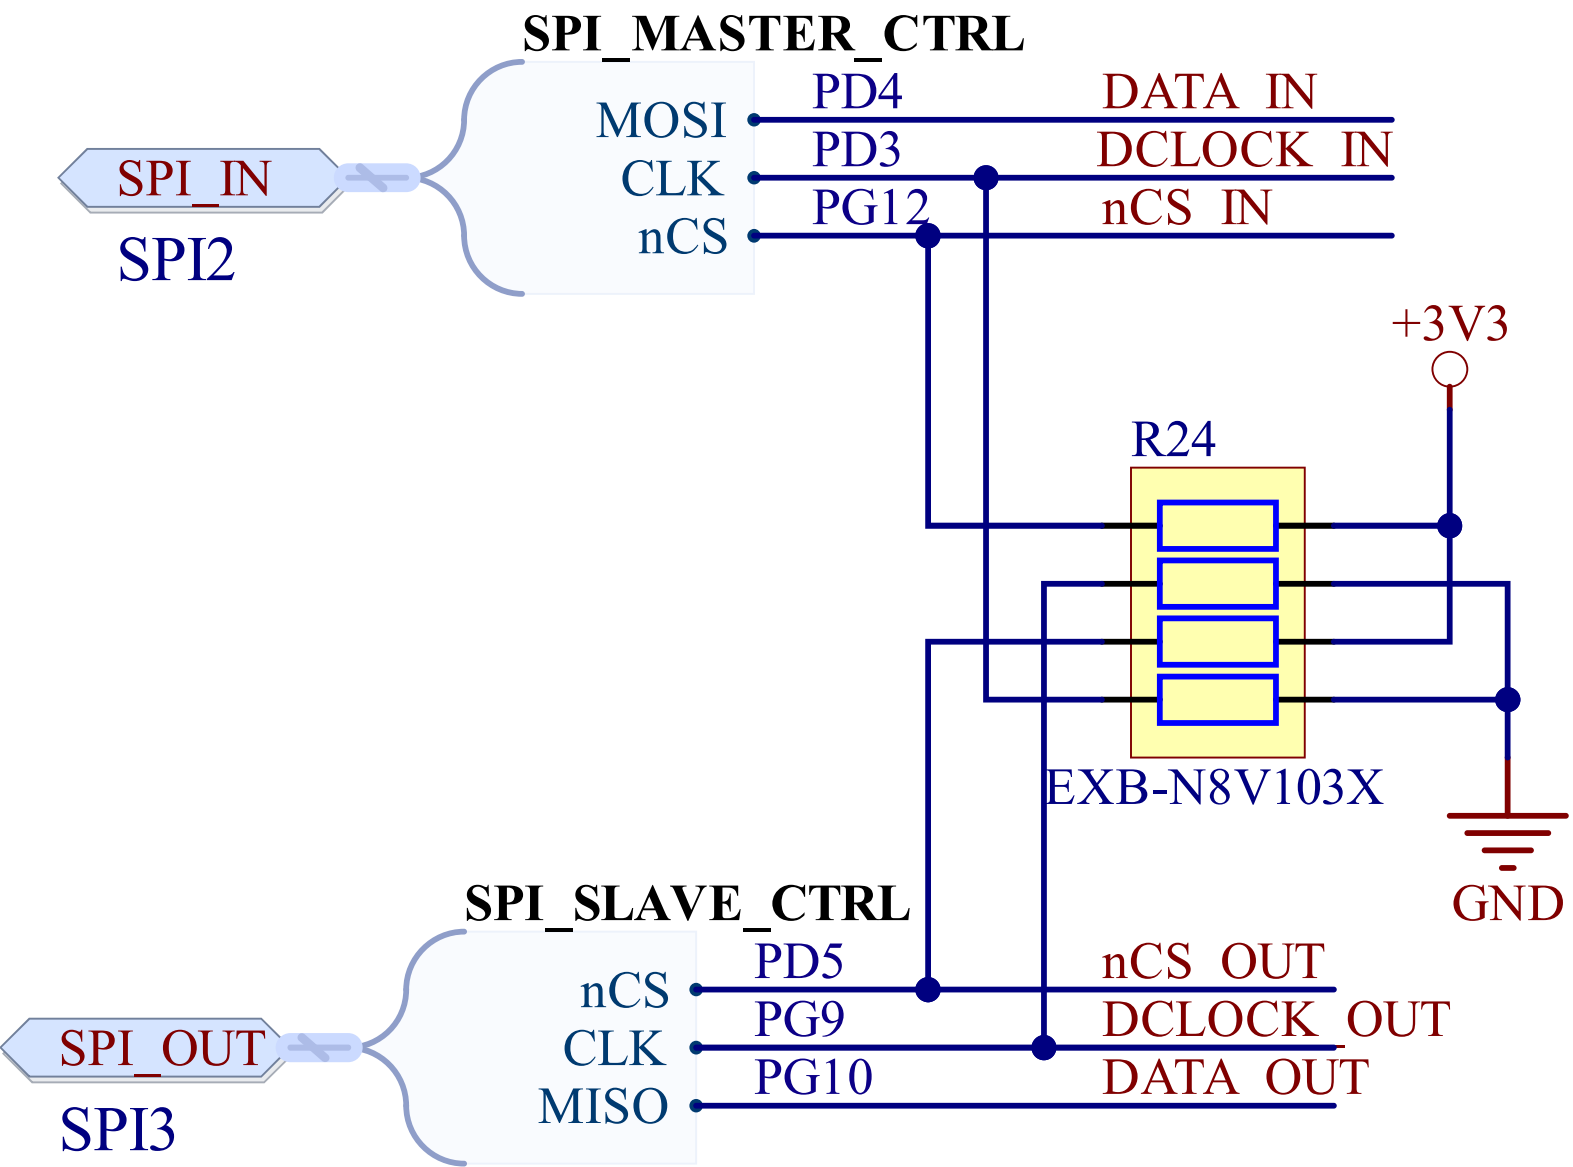 SPI_MASTER_CTRL
PD4 DATA_IN
MOSI
PD3 DCLOCK_IN
SPI_IN
CLK
PG12 nCS_IN
nCS
SPI2
+3V3
R24
EXB-N8V103X
GND
SPI_SLAVE_CTRL
PD5 nCS_OUT
nCS
PG9 DCLOCK_OUT
SPI_OUT
CLK
PG10 DATA_OUT
MISO
SPI3